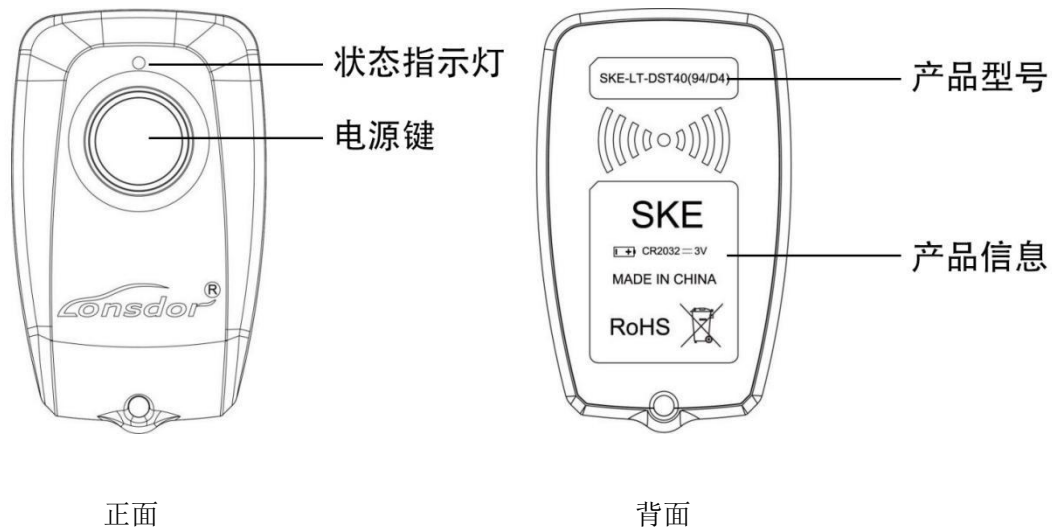 状态指示灯
电源键
Lonsdor®
正面
SKE-LT-DST40(94/D4)
产品型号
SKE
CR2032 3V
MADE IN CHINA
RoHS
产品信息
背面